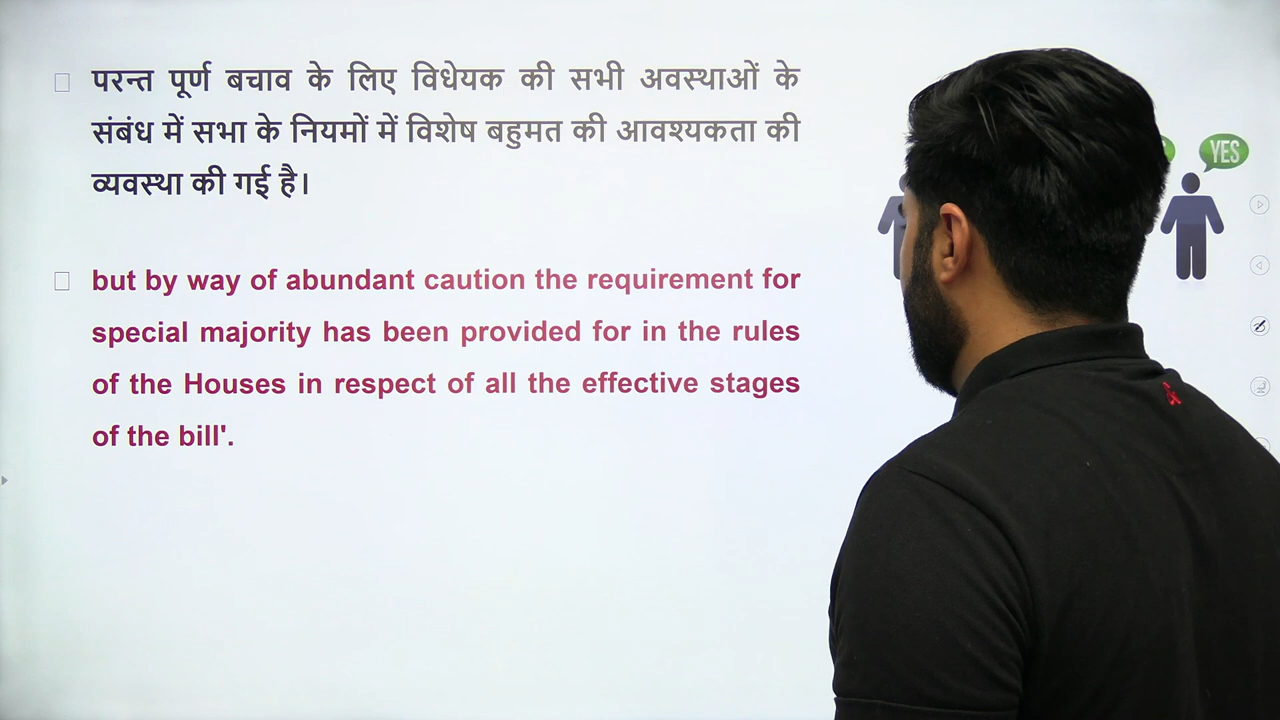 परन्त पूर्ण बचाव के लिए विधेयक की सभी अवस्थाओं के
संबंध में सभा के नियमों में विशेष बहुमत की आवश्यकता की
व्यवस्था की गई है।
but by way of abundant caution the requirement for
special majority has been provided for in the rules
of the Houses in respect of all the effective stages
of the bill'.
YES